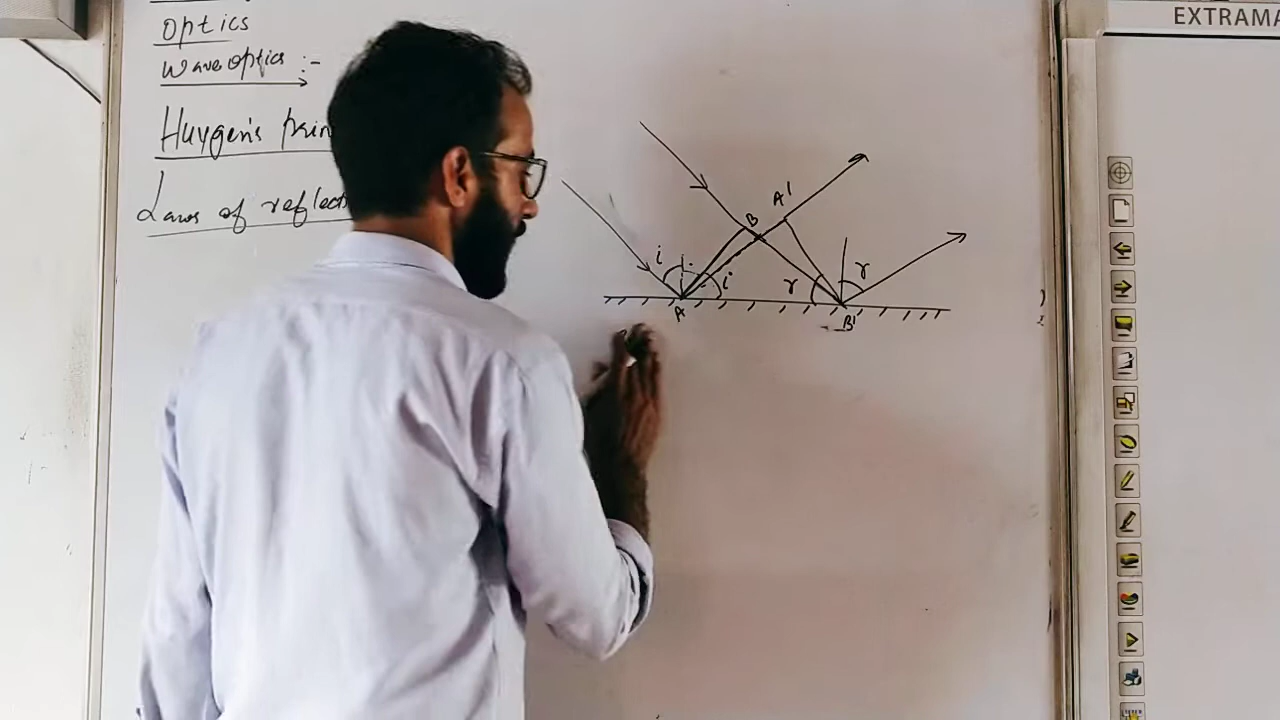 Optics
Wave optics :-
Huygen's prin
Laws of reflect
B
A'
i
i
r
r
A
B'
EXTRAMA